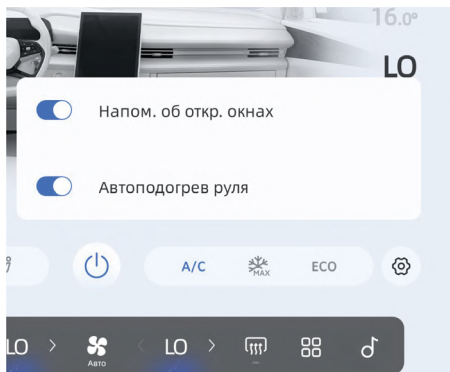 16.0°
LO
Напом. об откр. окнах
Автоподогрев руля
A/C
MAX
ECO
LO
Авто
LO